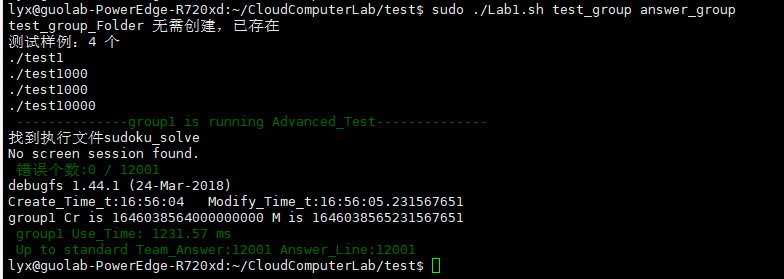 lyx@guolab-PowerEdge-R720xd:~/CloudComputerLab/test$ sudo ./Lab1.sh test_group answer_group
test_group_Folder 无需创建，已存在
测试样例：4 个
./test1
./test1000
./test1000
./test10000
--------------group1 is running Advanced_Test--------------
找到执行文件sudoku_solve
No screen session found.
错误个数:0 / 12001
debugfs 1.44.1 (24-Mar-2018)
Create_Time_t:16:56:04   Modify_Time_t:16:56:05.231567651
group1 Cr is 1646038564000000000 M is 1646038565231567651
group1 Use_Time: 1231.57 ms
Up to standard Team_Answer:12001 Answer_Line:12001
lyx@guolab-PowerEdge-R720xd:~/CloudComputerLab/test$